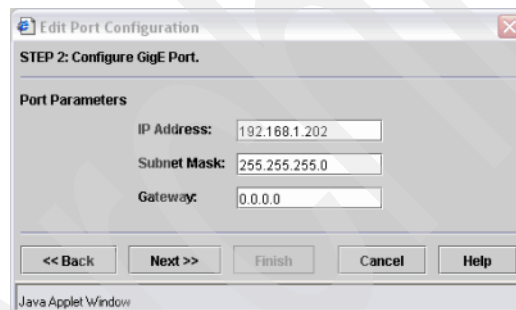 Edit Port Configuration
STEP 2: Configure GigE Port.
Port Parameters
IP Address: 192.168.1.202
Subnet Mask: 255.255.255.0
Gateway: 0.0.0.0
<< Back Next >> Finish Cancel Help
Java Applet Window